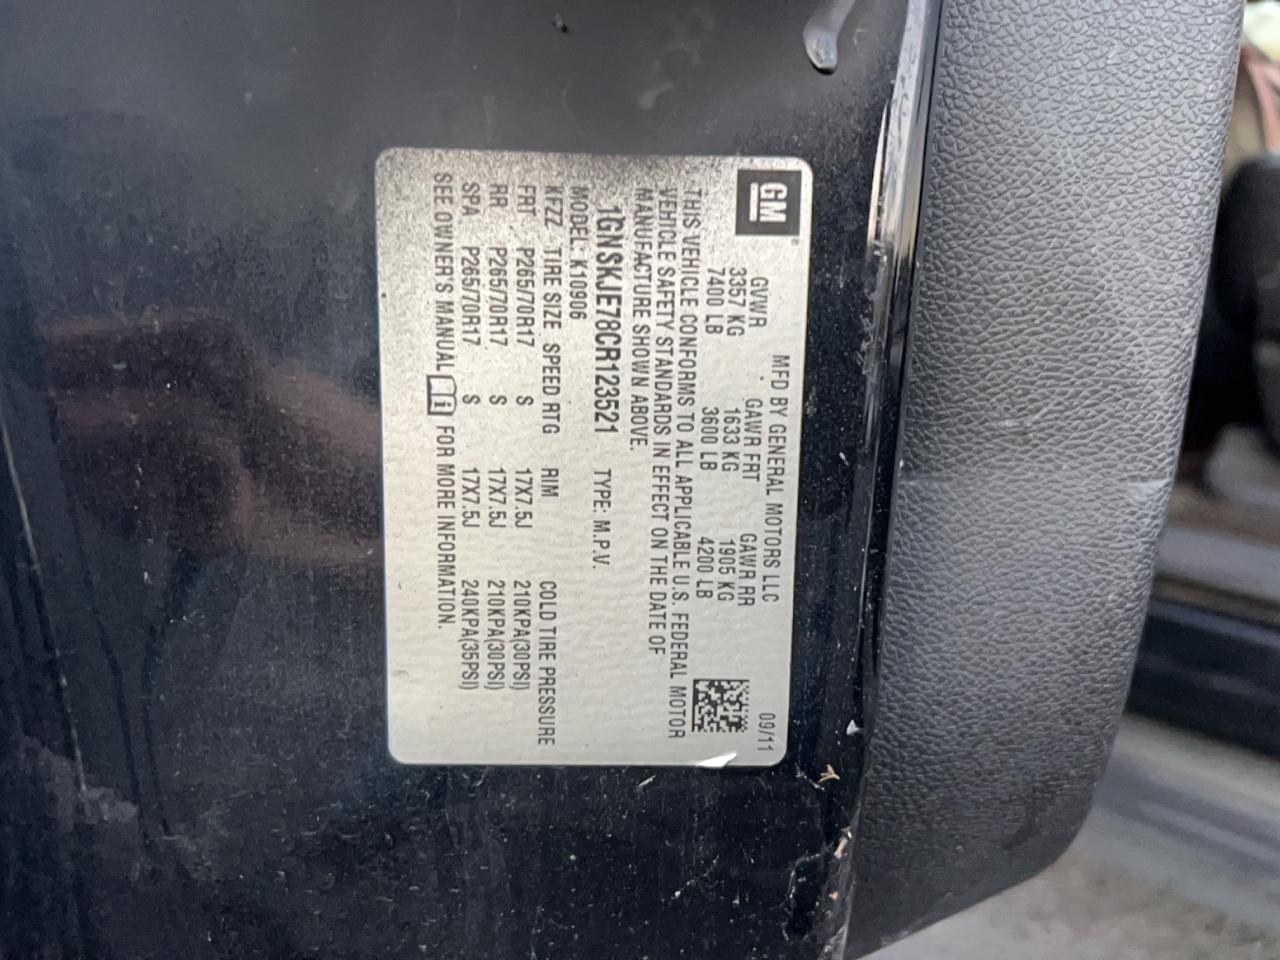 GM
MFD BY GENERAL MOTORS LLC 09/11
GVWR GAWR FRT GAWR RR
3357 KG 1633 KG 1905 KG
7400 LB 3600 LB 4200 LB
THIS VEHICLE CONFORMS TO ALL APPLICABLE U.S. FEDERAL MOTOR
VEHICLE SAFETY STANDARDS IN EFFECT ON THE DATE OF
MANUFACTURE SHOWN ABOVE.
1GNSKJE78CR123521 TYPE: M.P.V.
MODEL: K10906
KFZZ TIRE SIZE SPEED RTG RIM COLD TIRE PRESSURE
FRT P265/70R17 S 17X7.5J 210KPA(30PSI)
RR P265/70R17 S 17X7.5J 210KPA(30PSI)
SPA P265/70R17 S 17X7.5J 240KPA(35PSI)
SEE OWNER'S MANUAL i FOR MORE INFORMATION.